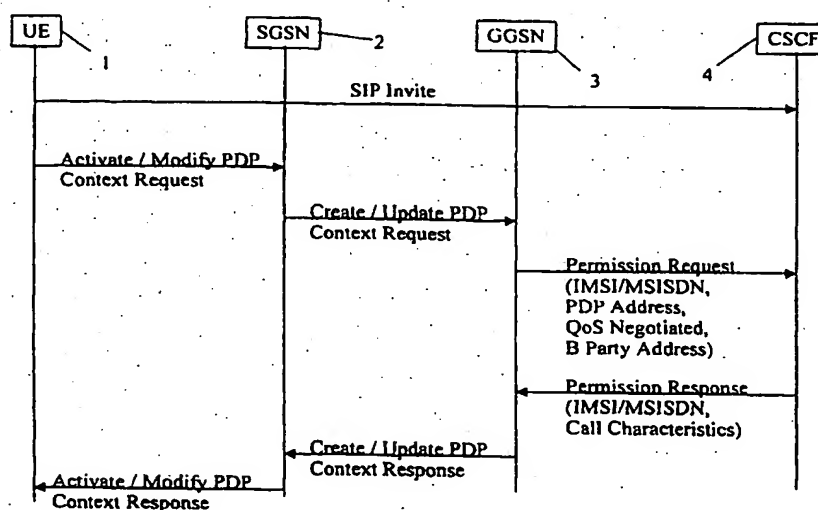 UE
SGSN
GGSN
CSCF
1
2
3
4
SIP Invite
Activate / Modify PDP
Context Request
Create / Update PDP
Context Request
Permission Request
(IMSI/MSISDN,
PDP Address,
QoS Negotiated,
B Party Address)
Permission Response
(IMSI/MSISDN,
Call Characteristics)
Create / Update PDP
Context Response
Activate / Modify PDP
Context Response